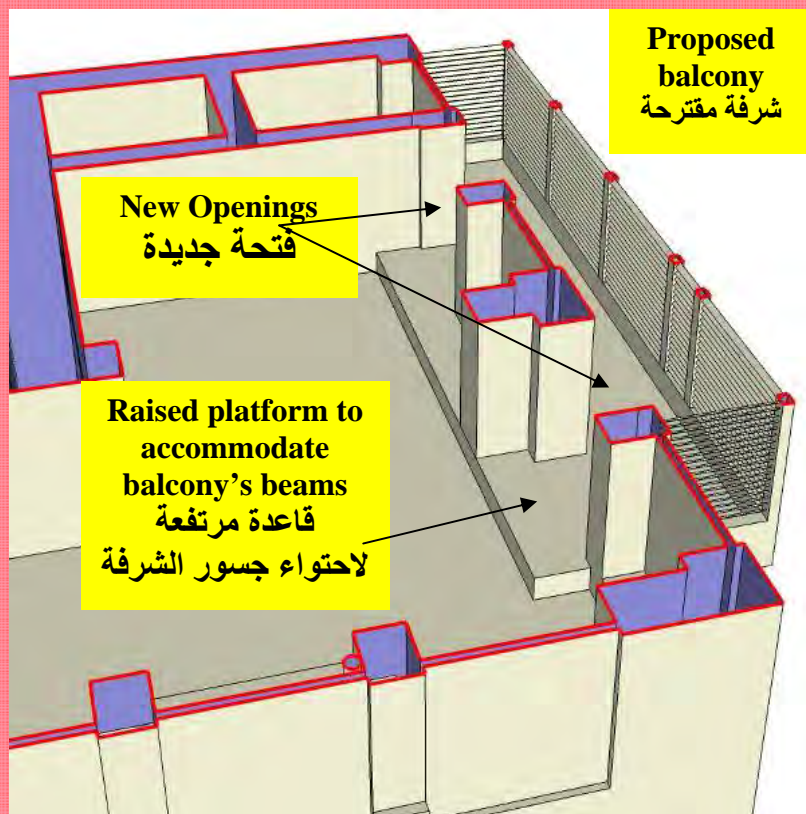 Proposed
balcony
شرفة مقترحة
New Openings
فتحة جديدة
Raised platform to
accommodate
balcony's beams
قاعدة مرتفعة
لاحتواء جسور الشرفة